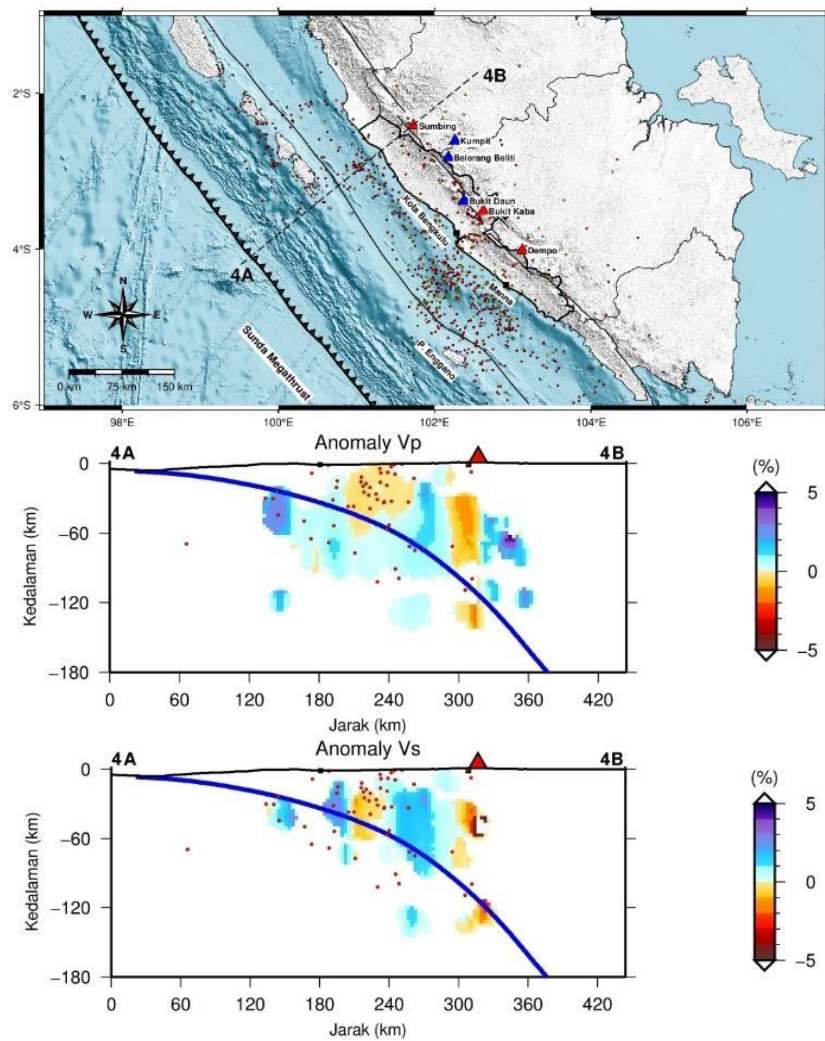 2°S
4°S
6°S
98°E
100°E
102°E
104°E
106°E
4B
4A
Sumbing
Kumpit
Belerang Beliti
Bukit Daun
Bukit Kaba
Dempo
Kota Bengkulu
Manna
P. Enggano
Sunda Megathrust
N
W
E
S
0 km 75 km 150 km
4A Anomaly Vp 4B
Kedalaman (km)
0
−60
−120
−180
0 60 120 180 240 300 360 420
Jarak (km)
(%)
5
0
−5
4A Anomaly Vs 4B
Kedalaman (km)
0
−60
−120
−180
0 60 120 180 240 300 360 420
Jarak (km)
(%)
5
0
−5